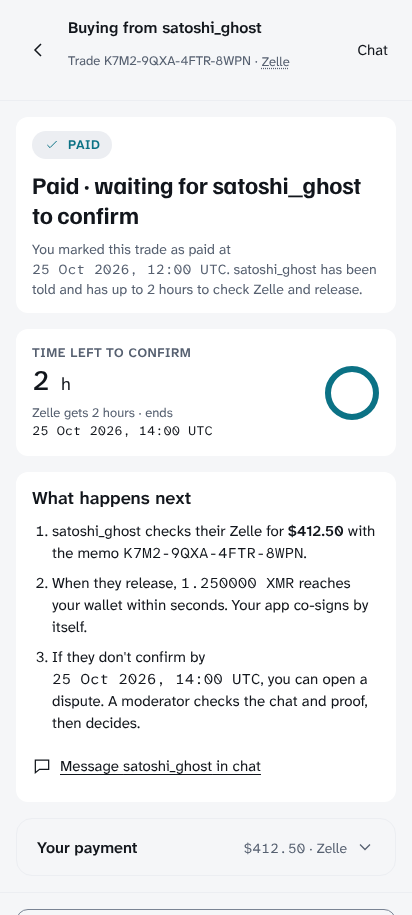 Buying from satoshi_ghost
Trade K7M2-9QXA-4FTR-8WPN · Zelle
Chat
PAID
Paid · waiting for satoshi_ghost
to confirm
You marked this trade as paid at
25 Oct 2026, 12:00 UTC. satoshi_ghost has been
told and has up to 2 hours to check Zelle and release.
TIME LEFT TO CONFIRM
2 h
Zelle gets 2 hours · ends
25 Oct 2026, 14:00 UTC
What happens next
1. satoshi_ghost checks their Zelle for $412.50 with
the memo K7M2-9QXA-4FTR-8WPN.
2. When they release, 1.250000 XMR reaches
your wallet within seconds. Your app co-signs by
itself.
3. If they don't confirm by
25 Oct 2026, 14:00 UTC, you can open a
dispute. A moderator checks the chat and proof,
then decides.
Message satoshi_ghost in chat
Your payment
$412.50 · Zelle